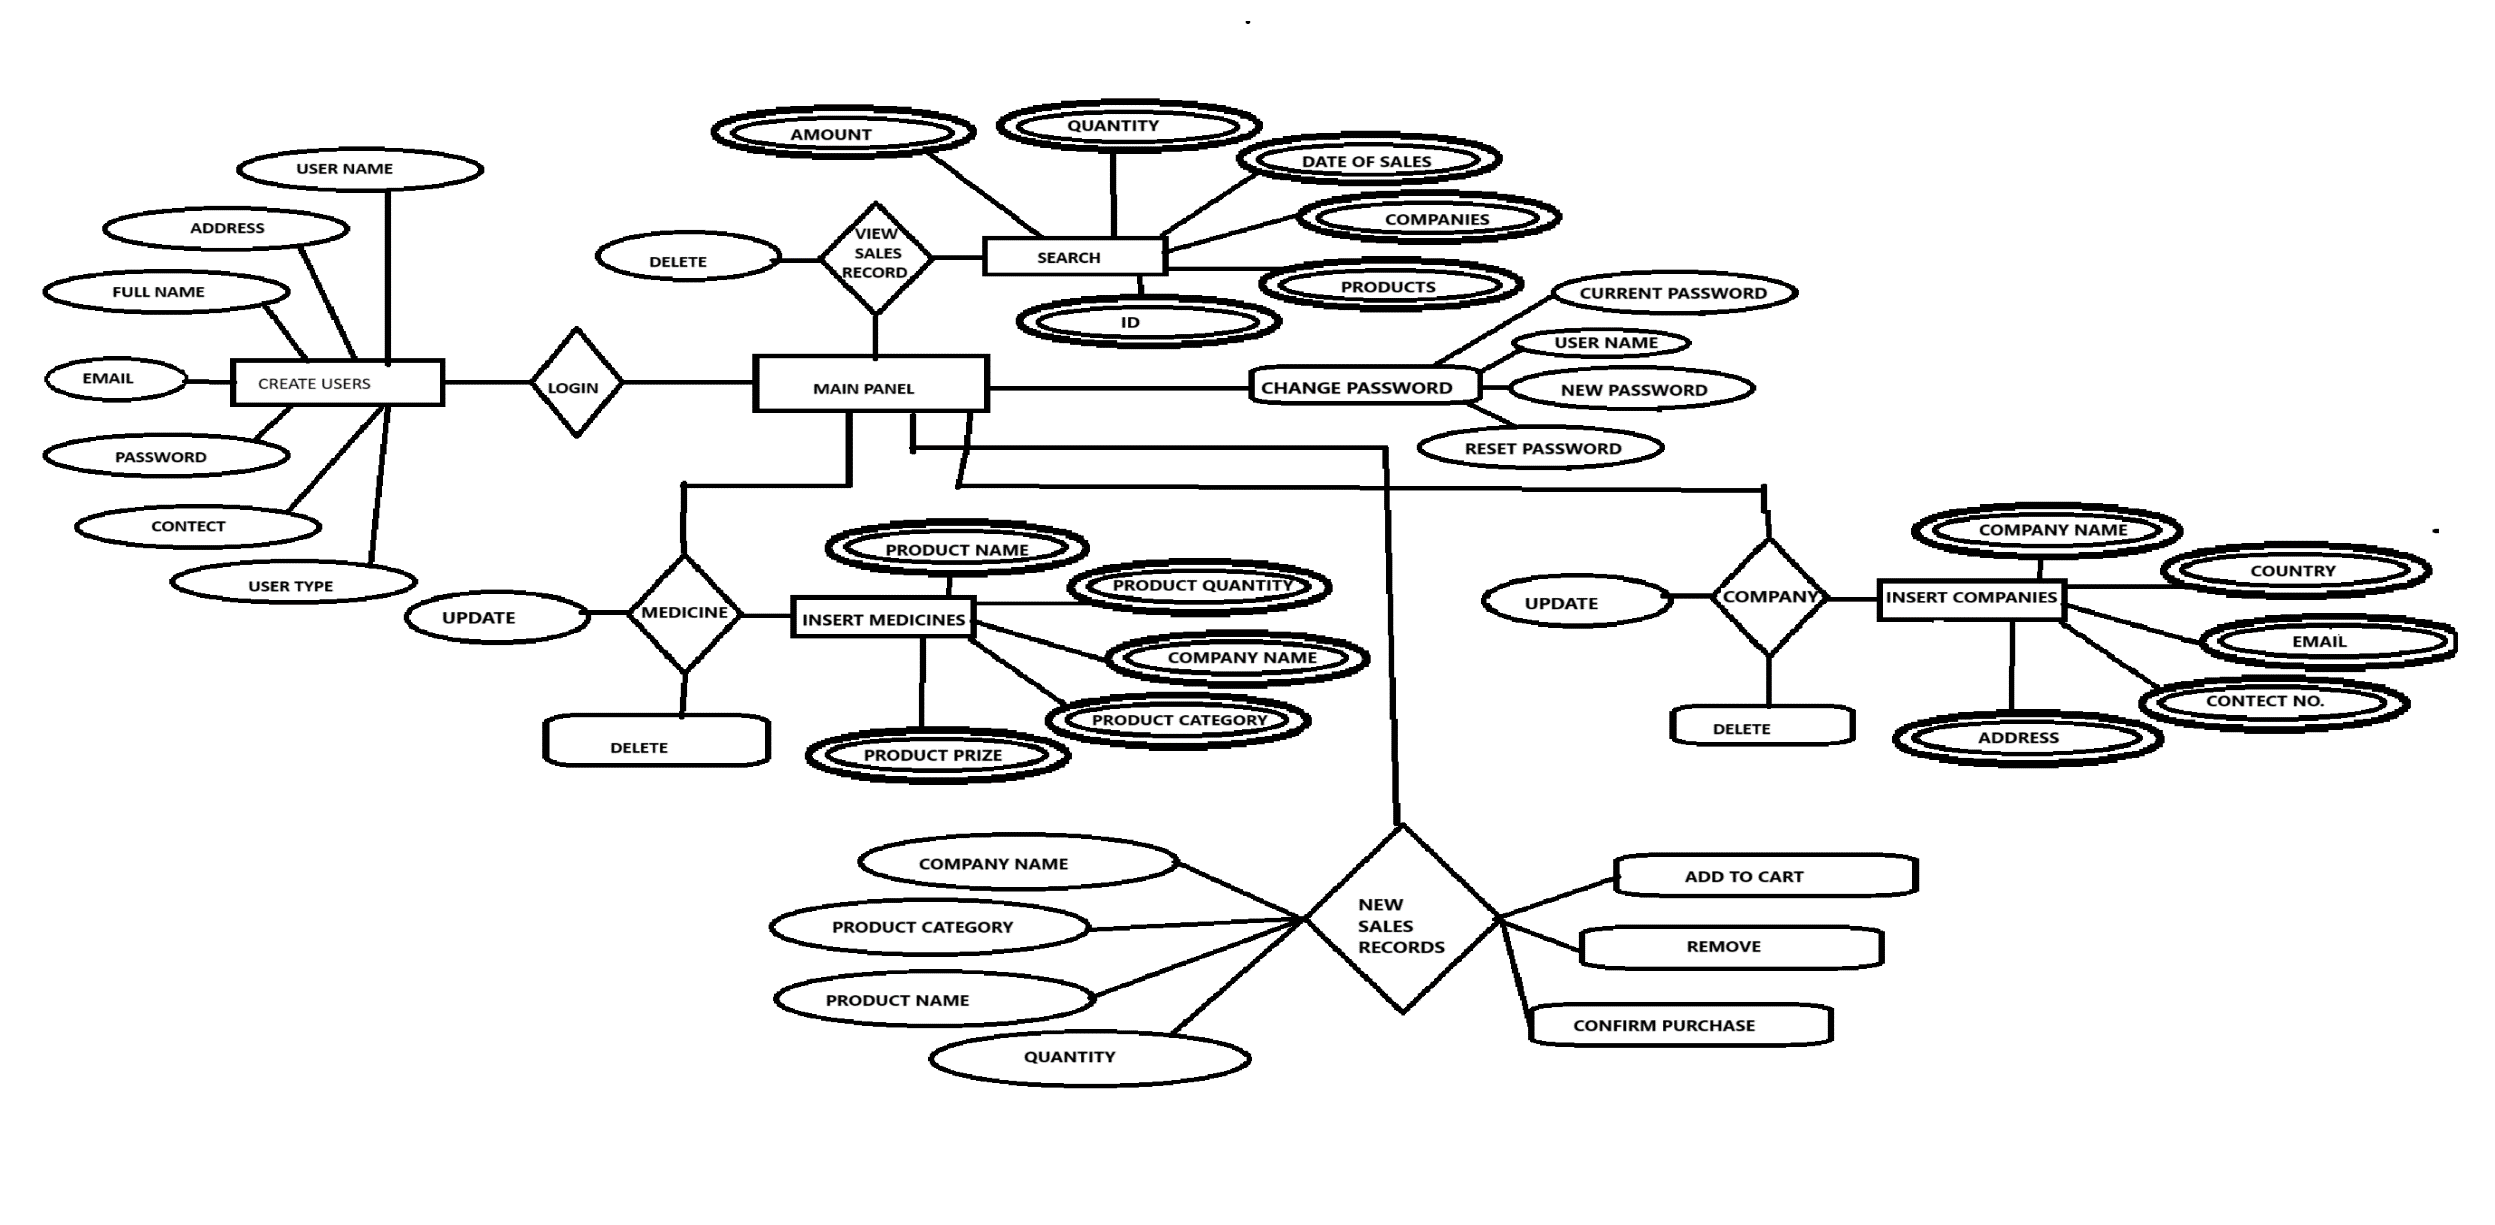 AMOUNT
QUANTITY
DATE OF SALES
COMPANIES
PRODUCTS
ID
SEARCH
VIEW
SALES
RECORD
DELETE
USER NAME
ADDRESS
FULL NAME
EMAIL
CREATE USERS
PASSWORD
CONTECT
USER TYPE
LOGIN
MAIN PANEL
CHANGE PASSWORD
CURRENT PASSWORD
USER NAME
NEW PASSWORD
RESET PASSWORD
UPDATE
MEDICINE
DELETE
INSERT MEDICINES
PRODUCT NAME
PRODUCT QUANTITY
COMPANY NAME
PRODUCT CATEGORY
PRODUCT PRIZE
UPDATE
COMPANY
DELETE
INSERT COMPANIES
COMPANY NAME
COUNTRY
EMAIL
CONTECT NO.
ADDRESS
COMPANY NAME
PRODUCT CATEGORY
PRODUCT NAME
QUANTITY
NEW
SALES
RECORDS
ADD TO CART
REMOVE
CONFIRM PURCHASE